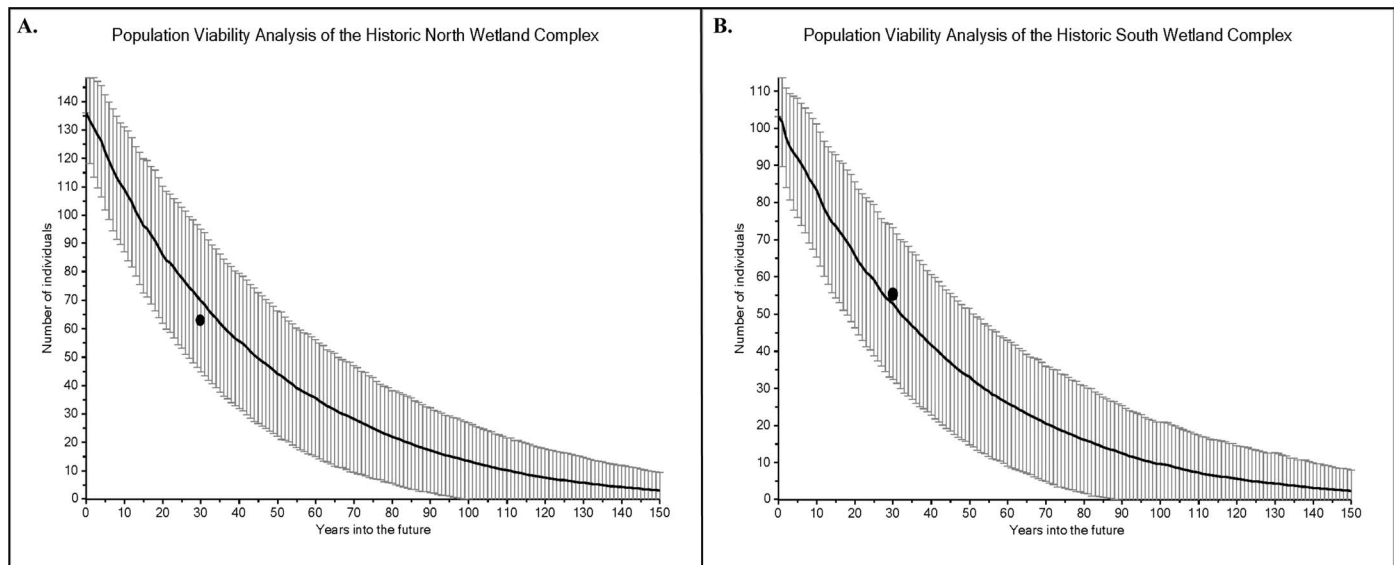 A.
Population Viability Analysis of the Historic North Wetland Complex
Number of individuals
140
130
120
110
100
90
80
70
60
50
40
30
20
10
0
0 10 20 30 40 50 60 70 80 90 100 110 120 130 140 150
Years into the future
B.
Population Viability Analysis of the Historic South Wetland Complex
Number of individuals
110
100
90
80
70
60
50
40
30
20
10
0
0 10 20 30 40 50 60 70 80 90 100 110 120 130 140 150
Years into the future